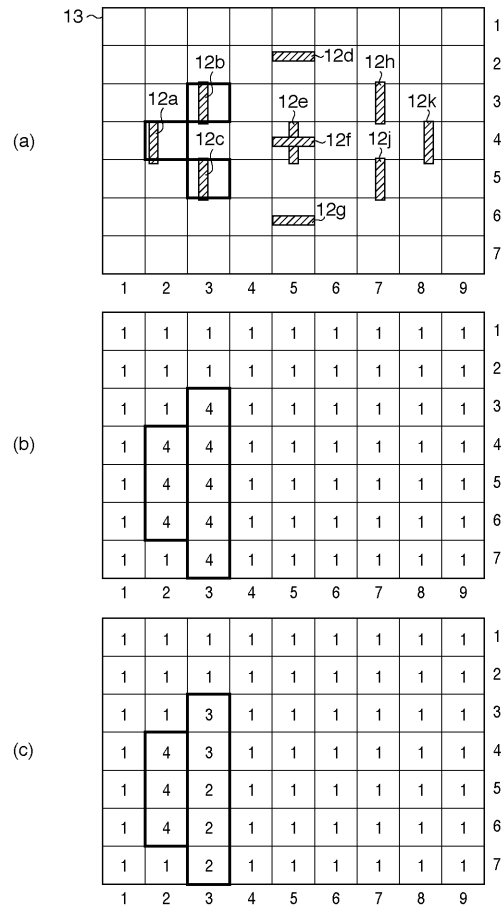 13
1
12b
12d
12h
2
12a
12e
12k
3
(a)
12c
12f
12j
4
5
12g
6
7
1 2 3 4 5 6 7 8 9
1 1 1 1 1 1 1 1 1 1
1 1 1 1 1 1 1 1 1 2
1 1 4 1 1 1 1 1 1 3
(b) 1 4 4 1 1 1 1 1 1 4
1 4 4 1 1 1 1 1 1 5
1 4 4 1 1 1 1 1 1 6
1 1 4 1 1 1 1 1 1 7
1 2 3 4 5 6 7 8 9
1 1 1 1 1 1 1 1 1 1
1 1 1 1 1 1 1 1 1 2
1 1 3 1 1 1 1 1 1 3
(c) 1 4 3 1 1 1 1 1 1 4
1 4 2 1 1 1 1 1 1 5
1 4 2 1 1 1 1 1 1 6
1 1 2 1 1 1 1 1 1 7
1 2 3 4 5 6 7 8 9